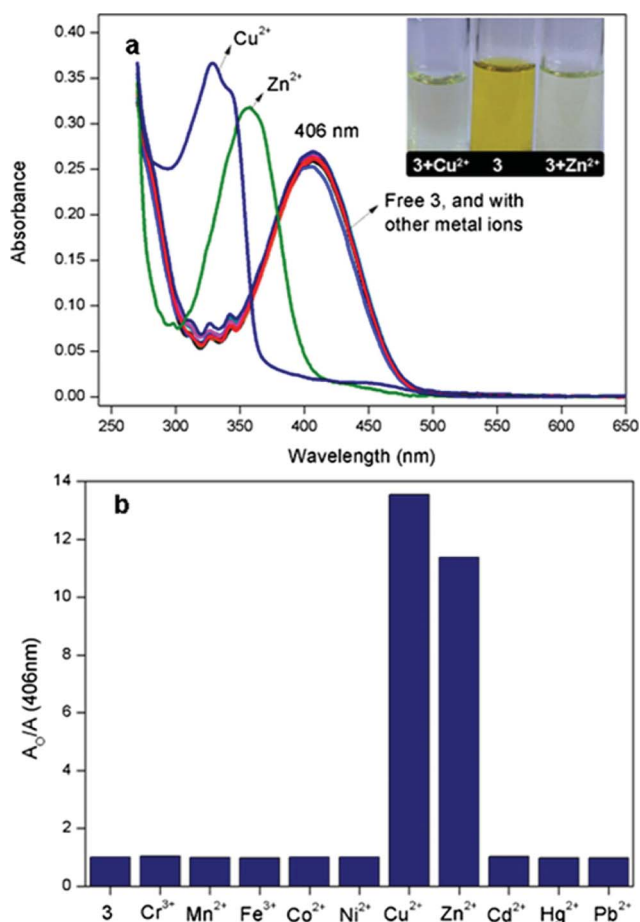 a
Cu²⁺
Zn²⁺
406 nm
3+Cu²⁺ 3 3+Zn²⁺
Free 3, and with
other metal ions
Absorbance
0.40
0.35
0.30
0.25
0.20
0.15
0.10
0.05
0.00
250 300 350 400 450 500 550 600 650
Wavelength (nm)
b
A₀/A (406nm)
14
12
10
8
6
4
2
0
3 Cr³⁺ Mn²⁺ Fe³⁺ Co²⁺ Ni²⁺ Cu²⁺ Zn²⁺ Cd²⁺ Hg²⁺ Pb²⁺